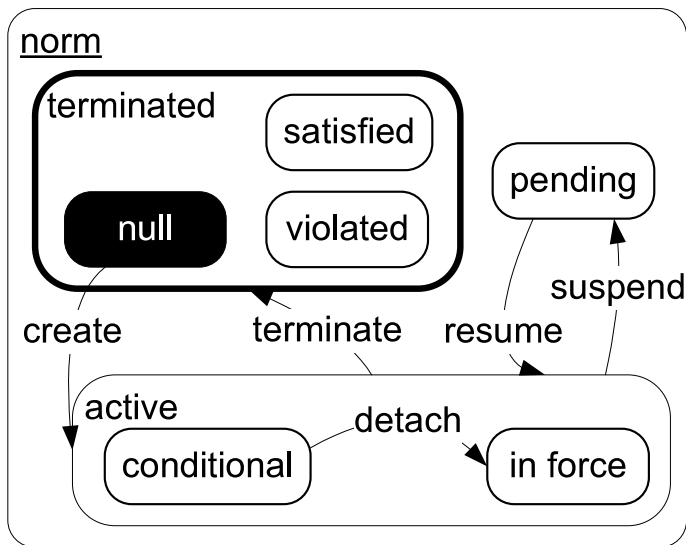 norm
terminated
satisfied
pending
null
violated
suspend
create
terminate
resume
active
detach
conditional
in force